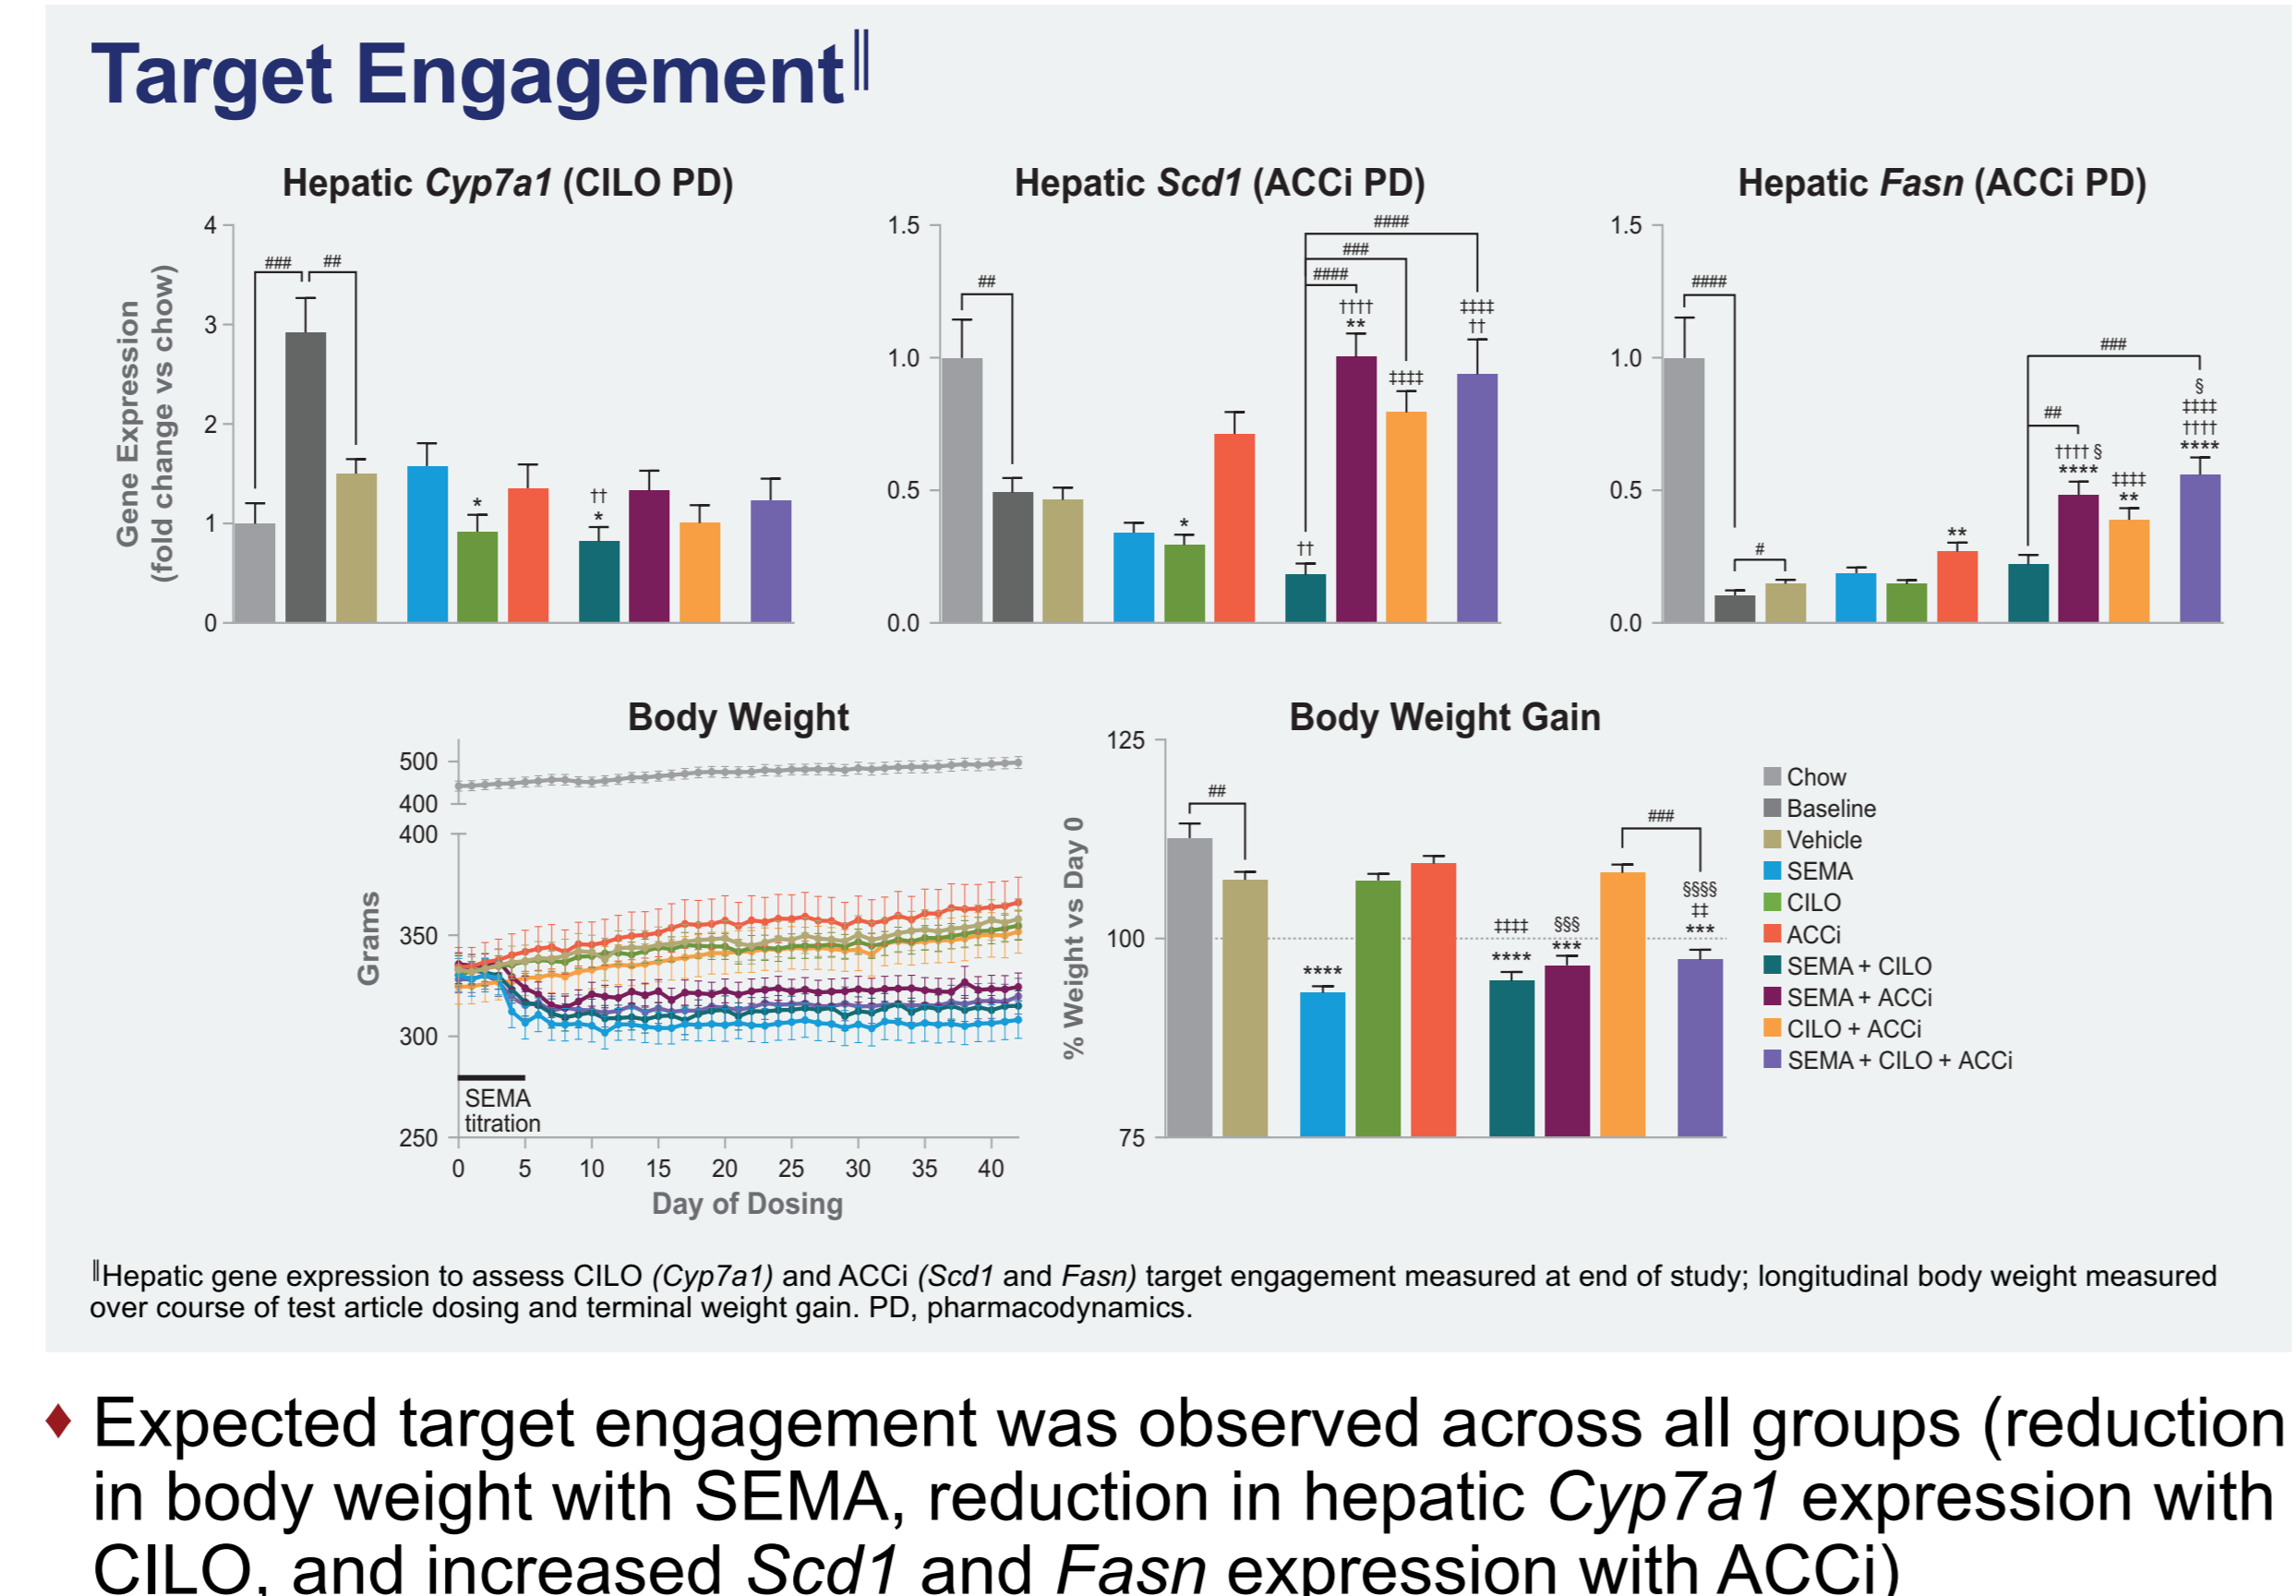 Target Engagement‖
Hepatic Cyp7a1 (CILO PD)
Gene Expression
(fold change vs chow)
4
3
2
1
0
###
##
*
††
*
Hepatic Scd1 (ACCi PD)
1.5
1.0
0.5
0.0
##
*
††
####
###
####
††††
**
‡‡‡‡
‡‡‡‡
††
Hepatic Fasn (ACCi PD)
1.5
1.0
0.5
0.0
####
#
**
###
##
†††† §
****
‡‡‡‡
**
§
‡‡‡‡
††††
****
Body Weight
Grams
500
400
400
350
300
250
SEMA
titration
0 5 10 15 20 25 30 35 40
Day of Dosing
Body Weight Gain
% Weight vs Day 0
125
100
75
##
****
‡‡‡‡
****
§§§
***
###
§§§§
‡‡
***
Chow
Baseline
Vehicle
SEMA
CILO
ACCi
SEMA + CILO
SEMA + ACCi
CILO + ACCi
SEMA + CILO + ACCi
‖Hepatic gene expression to assess CILO (Cyp7a1) and ACCi (Scd1 and Fasn) target engagement measured at end of study; longitudinal body weight measured
over course of test article dosing and terminal weight gain. PD, pharmacodynamics.
♦ Expected target engagement was observed across all groups (reduction
in body weight with SEMA, reduction in hepatic Cyp7a1 expression with
CILO, and increased Scd1 and Fasn expression with ACCi)